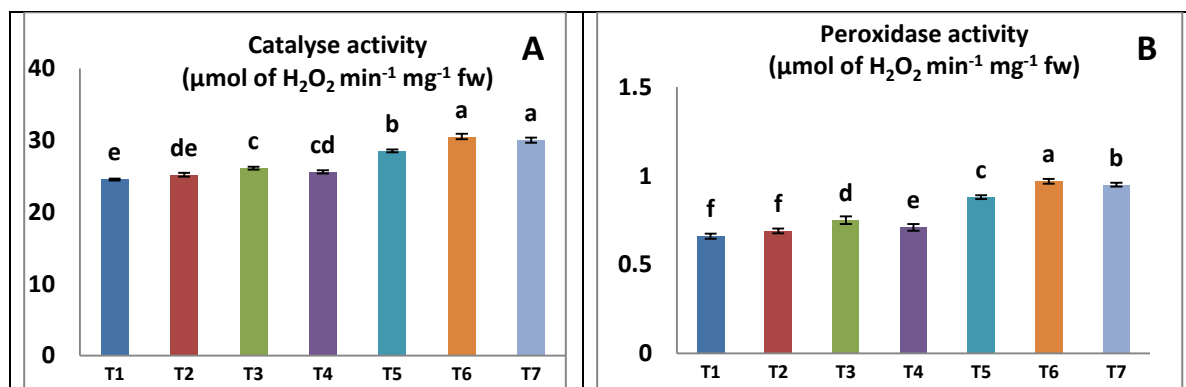 Catalyse activity
(µmol of H₂O₂ min⁻¹ mg⁻¹ fw)
A
40
30
20
10
0
e
de
c
cd
b
a
a
T1 T2 T3 T4 T5 T6 T7
Peroxidase activity
(µmol of H₂O₂ min⁻¹ mg⁻¹ fw)
B
1.5
1
0.5
0
f
f
d
e
c
a
b
T1 T2 T3 T4 T5 T6 T7